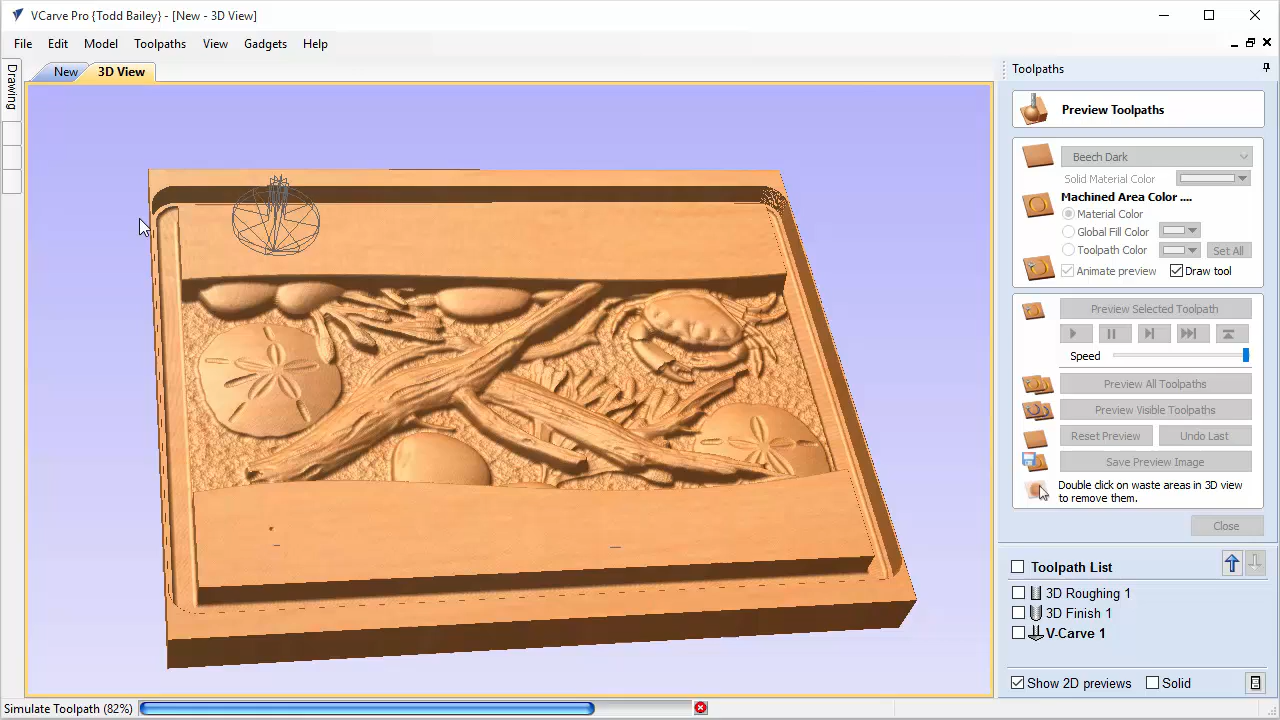 VCarve Pro {Todd Bailey} - [New - 3D View]
File Edit Model Toolpaths View Gadgets Help
New 3D View
Drawing
Toolpaths
Preview Toolpaths
Beech Dark
Solid Material Color
Machined Area Color ....
Material Color
Global Fill Color
Toolpath Color Set All
Animate preview Draw tool
Preview Selected Toolpath
Speed
Preview All Toolpaths
Preview Visible Toolpaths
Reset Preview Undo Last
Save Preview Image
Double click on waste areas in 3D view
to remove them.
Close
Toolpath List
3D Roughing 1
3D Finish 1
V-Carve 1
Show 2D previews Solid
Simulate Toolpath (82%)